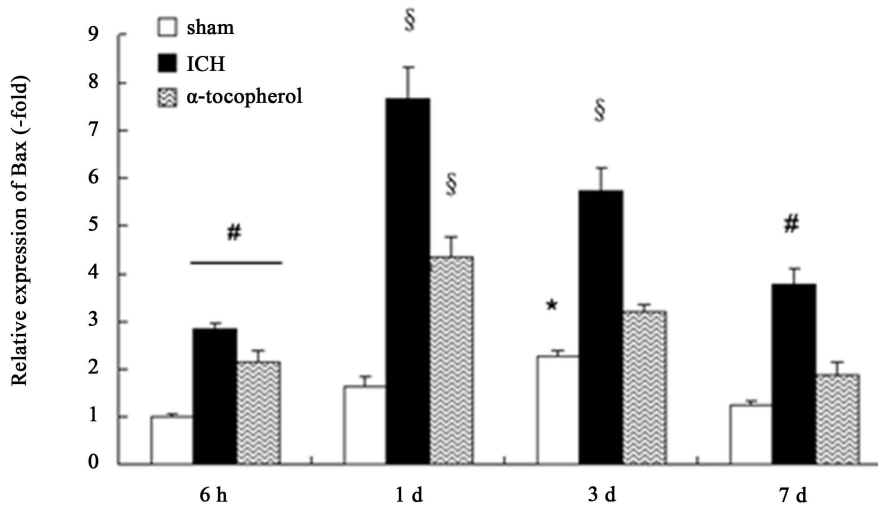 Relative expression of Bax (-fold)
9
8
7
6
5
4
3
2
1
0
sham
ICH
α-tocopherol
#
§
§
*
§
#
6 h
1 d
3 d
7 d